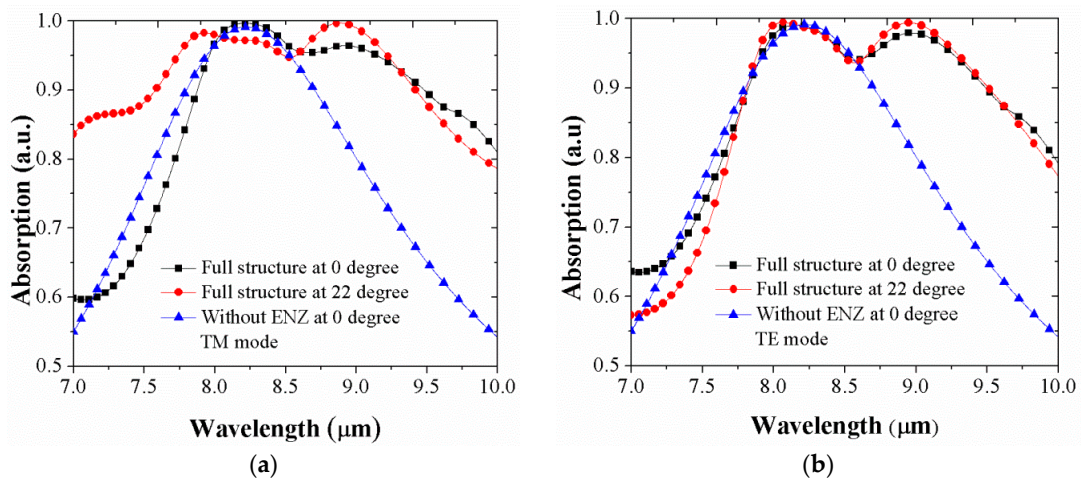 (a)
1.0
0.9
0.8
0.7
0.6
0.5
Absorption (a.u.)
Full structure at 0 degree
Full structure at 22 degree
Without ENZ at 0 degree
TM mode
7.0 7.5 8.0 8.5 9.0 9.5 10.0
Wavelength (μm)
(a)
(b)
1.0
0.9
0.8
0.7
0.6
0.5
Absorption (a.u)
Full structure at 0 degree
Full structure at 22 degree
Without ENZ at 0 degree
TE mode
7.0 7.5 8.0 8.5 9.0 9.5 10.0
Wavelength (μm)
(b)